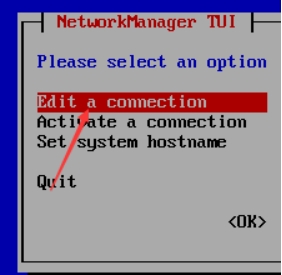 NetworkManager TUI
Please select an option
Edit a connection
Activate a connection
Set system hostname
Quit
<OK>